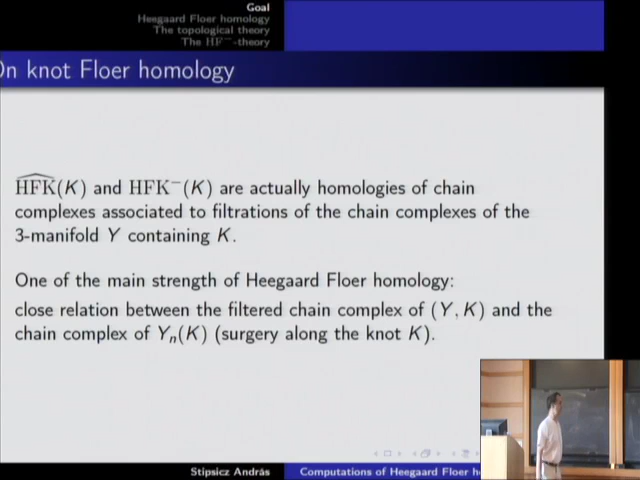 Goal
Heegaard Floer homology
The topological theory
The HF⁻-theory
On knot Floer homology
$\widehat{\mathrm{HFK}}(K)$ and HFK⁻(K) are actually homologies of chain
complexes associated to filtrations of the chain complexes of the
3-manifold Y containing K.
One of the main strength of Heegaard Floer homology:
close relation between the filtered chain complex of (Y, K) and the
chain complex of Yₙ(K) (surgery along the knot K).
Stipsicz András
Computations of Heegaard Floer h